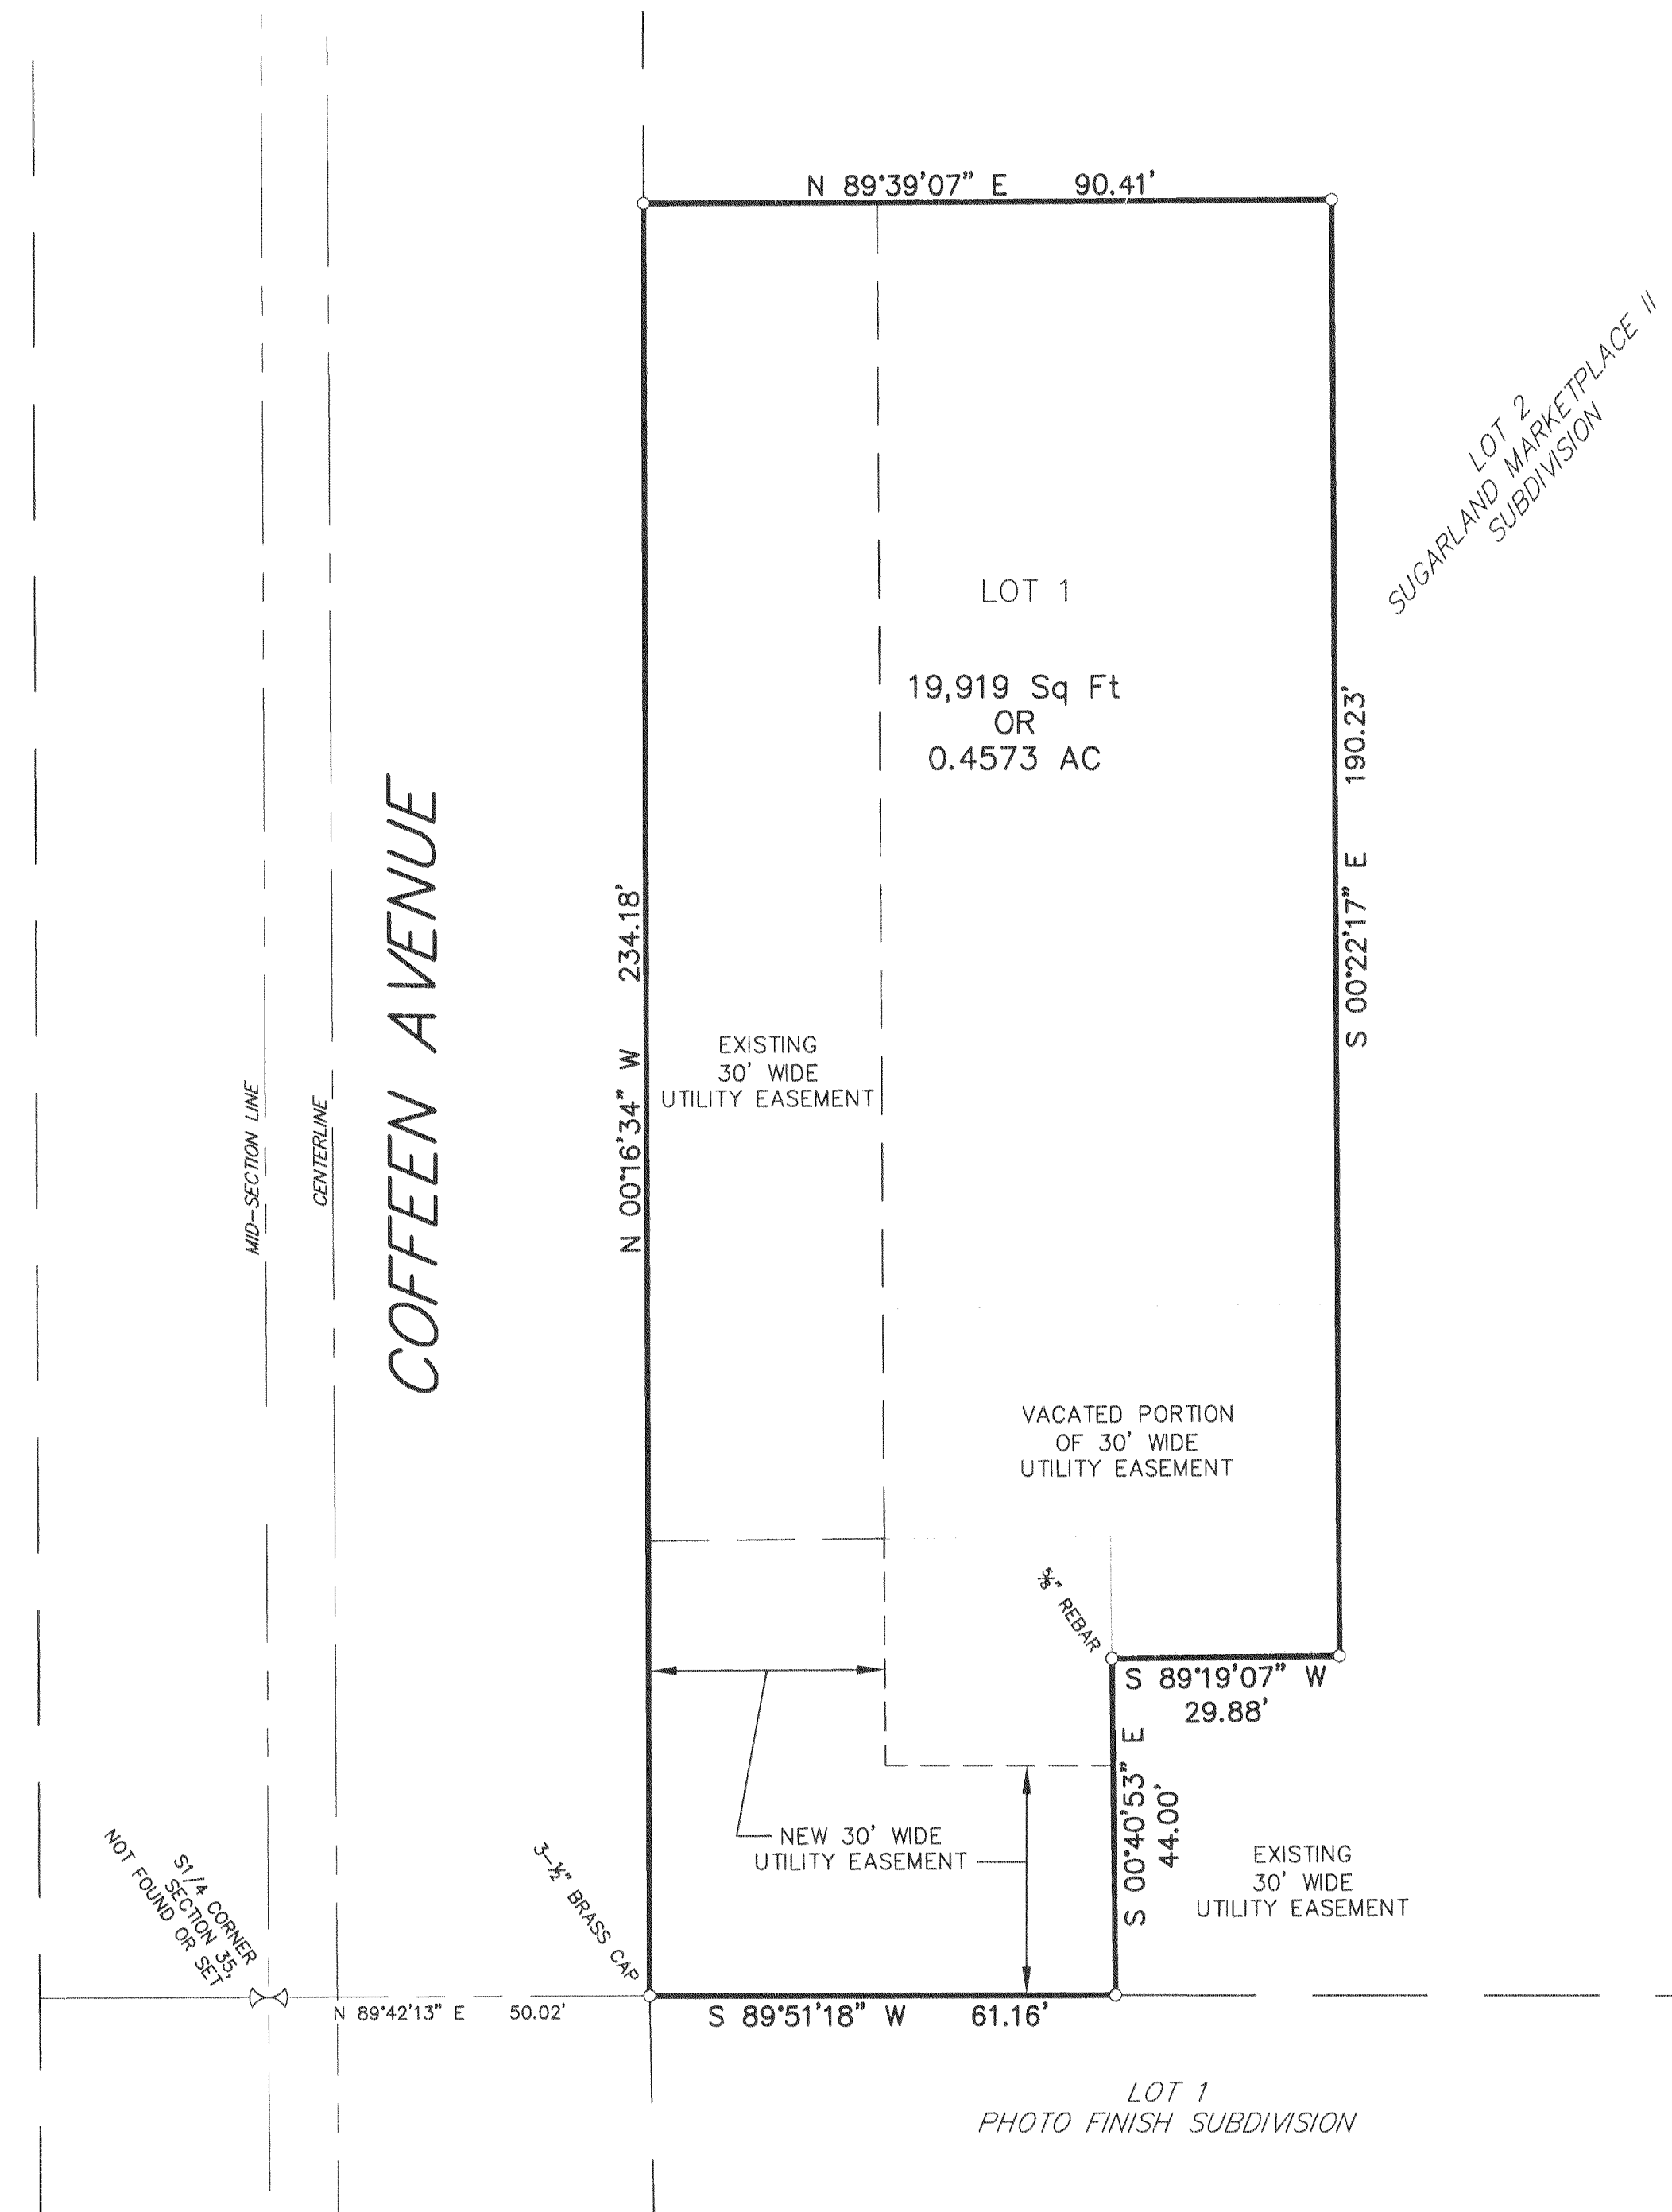 N 89°39'07" E 90.41'
LOT 2
SUGARLAND MARKETPLACE II
SUBDIVISION
LOT 1
19,919 Sq Ft
OR
0.4573 AC
S 00°22'17" E 190.23'
COFFEEN AVENUE
N 00°16'34" W 234.18'
EXISTING
30' WIDE
UTILITY EASEMENT
MID-SECTION LINE
CENTERLINE
VACATED PORTION
OF 30' WIDE
UTILITY EASEMENT
5/8" REBAR
S 89°19'07" W
29.88'
S 00°40'53" E
44.00'
NEW 30' WIDE
UTILITY EASEMENT
EXISTING
30' WIDE
UTILITY EASEMENT
S1/4 CORNER
SECTION 35,
NOT FOUND OR SET
3-1/2" BRASS CAP
N 89°42'13" E 50.02'
S 89°51'18" W 61.16'
LOT 1
PHOTO FINISH SUBDIVISION